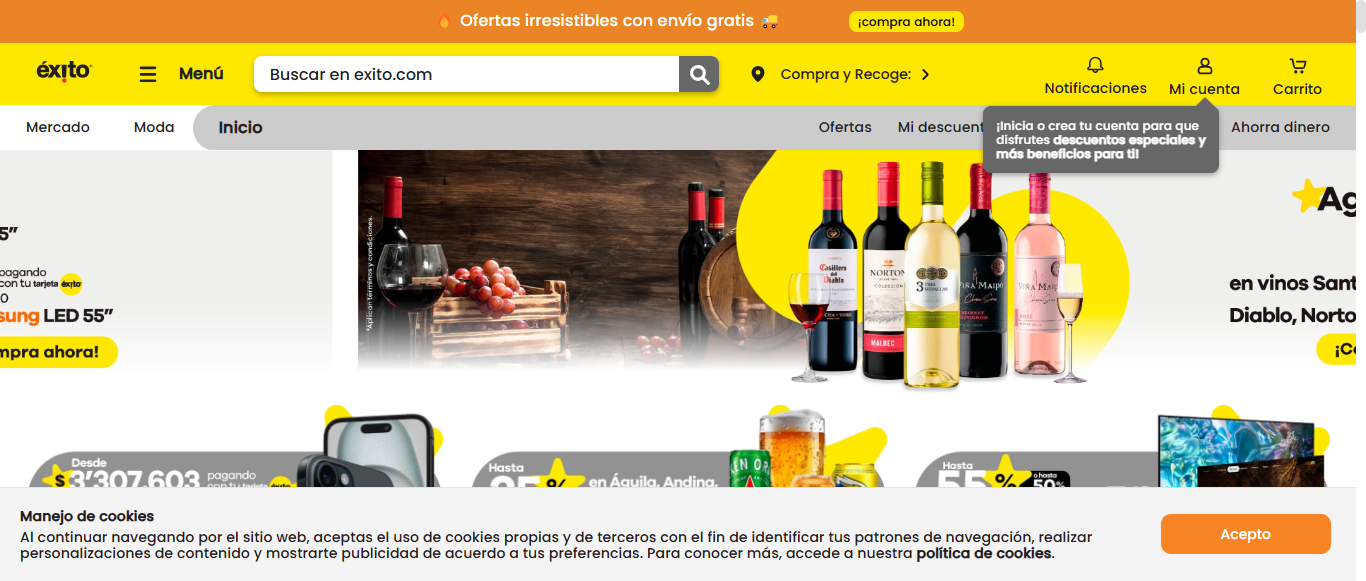 Ofertas irresistibles con envío gratis
¡compra ahora!
éxito
Menú
Buscar en exito.com
Compra y Recoge:
Notificaciones
Mi cuenta
Carrito
Mercado
Moda
Inicio
Ofertas
Mi descuent
Ahorra dinero
¡Inicia o crea tu cuenta para que
disfrutes descuentos especiales y
más beneficios para ti!
5”
pagando
con tu tarjeta éxito
0
sung LED 55”
mpra ahora!
*Aplican términos y condiciones.
Casillero
del
Diablo
NORTON
COLECCIÓN
MALBEC
3
MEDALLAS
VIÑA MAIPO
VIÑA MAIPO
Ag
en vinos Sant
Diablo, Norto
¡Co
Desde
$3'307.603
pagando
con tu tarjeta éxito
Hasta
%
en Águila, Andina,
Hasta
55%
o hasta
50%
Manejo de cookies
Al continuar navegando por el sitio web, aceptas el uso de cookies propias y de terceros con el fin de identificar tus patrones de navegación, realizar
personalizaciones de contenido y mostrarte publicidad de acuerdo a tus preferencias. Para conocer más, accede a nuestra política de cookies.
Acepto